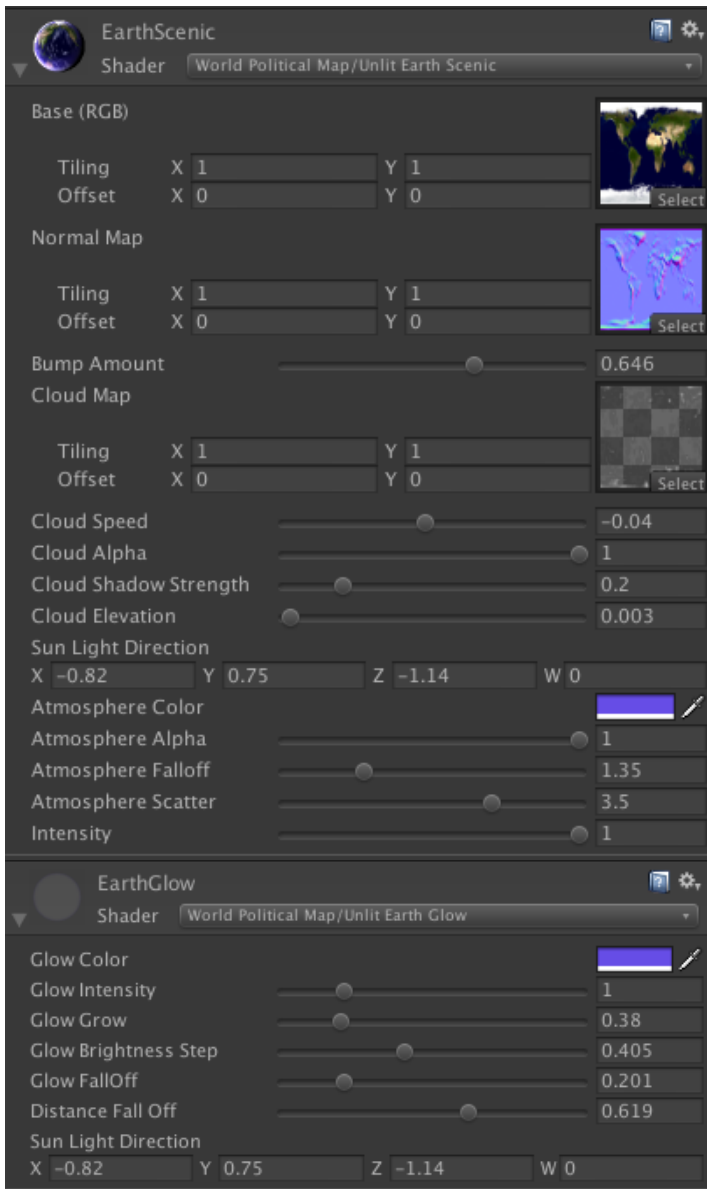 EarthScenic
Shader World Political Map/Unlit Earth Scenic
Base (RGB)
Tiling X 1 Y 1
Offset X 0 Y 0
Select
Normal Map
Tiling X 1 Y 1
Offset X 0 Y 0
Select
Bump Amount 0.646
Cloud Map
Tiling X 1 Y 1
Offset X 0 Y 0
Select
Cloud Speed -0.04
Cloud Alpha 1
Cloud Shadow Strength 0.2
Cloud Elevation 0.003
Sun Light Direction
X -0.82 Y 0.75 Z -1.14 W 0
Atmosphere Color
Atmosphere Alpha 1
Atmosphere Falloff 1.35
Atmosphere Scatter 3.5
Intensity 1
EarthGlow
Shader World Political Map/Unlit Earth Glow
Glow Color
Glow Intensity 1
Glow Grow 0.38
Glow Brightness Step 0.405
Glow FallOff 0.201
Distance Fall Off 0.619
Sun Light Direction
X -0.82 Y 0.75 Z -1.14 W 0